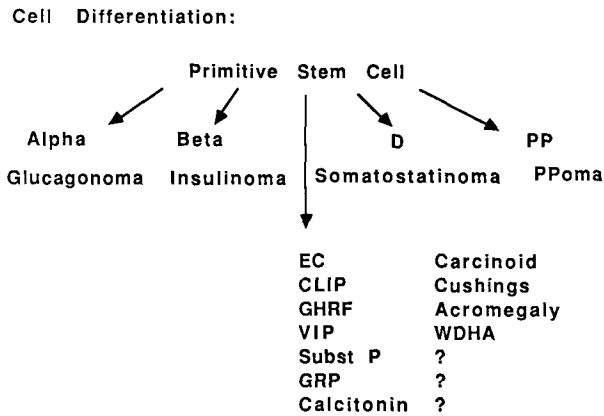 Cell Differentiation:
Primitive Stem Cell
Alpha Beta D PP
Glucagonoma Insulinoma Somatostatinoma PPoma
EC Carcinoid
CLIP Cushings
GHRF Acromegaly
VIP WDHA
Subst P ?
GRP ?
Calcitonin ?